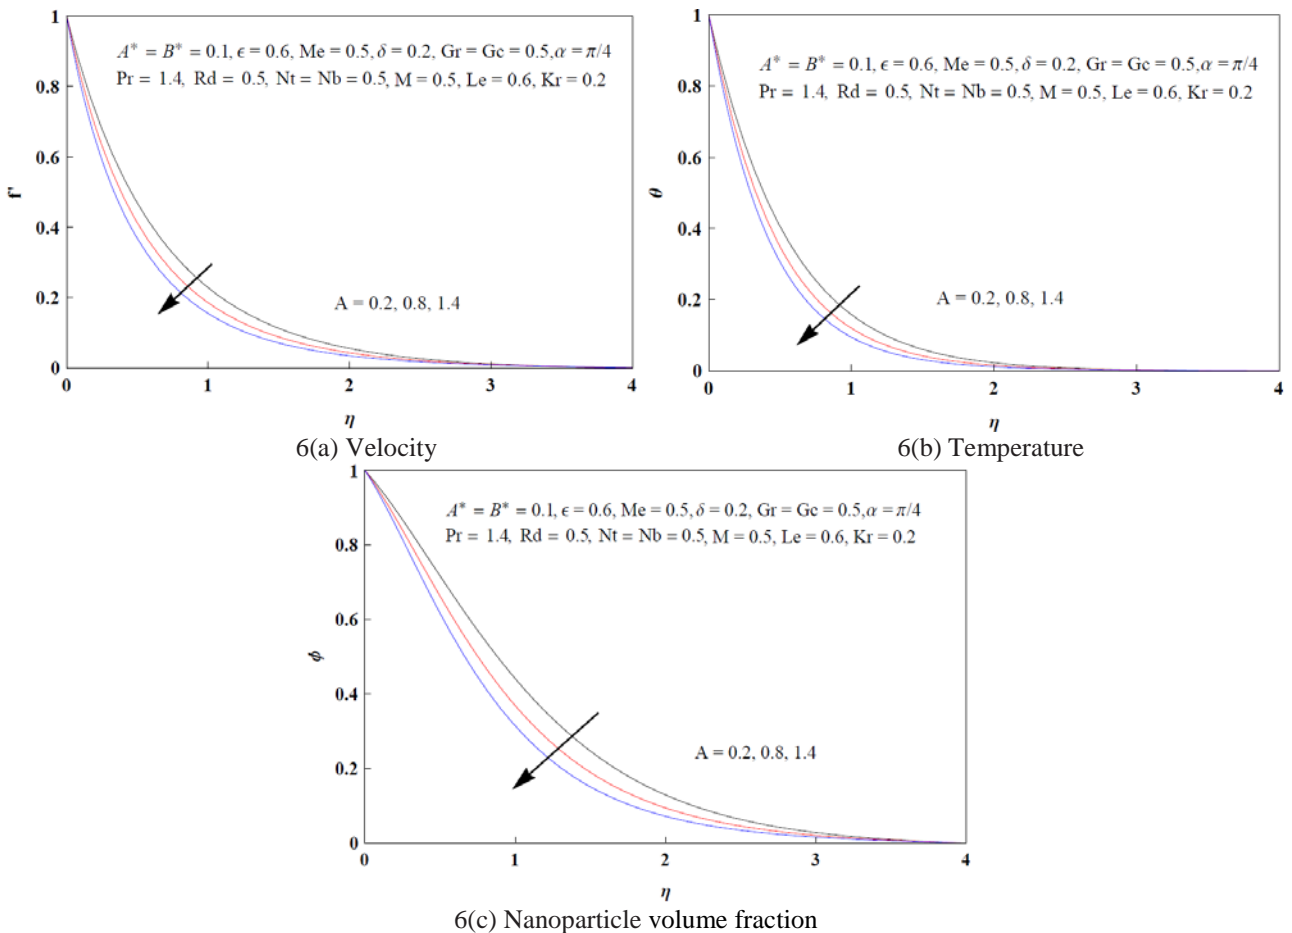 1
A* = B* = 0.1, ϵ = 0.6, Me = 0.5, δ = 0.2, Gr = Gc = 0.5, α = π/4
Pr = 1.4, Rd = 0.5, Nt = Nb = 0.5, M = 0.5, Le = 0.6, Kr = 0.2
0.8
0.6
f'
0.4
0.2
A = 0.2, 0.8, 1.4
0
0 1 2 3 4
η
6(a) Velocity
1
A* = B* = 0.1, ϵ = 0.6, Me = 0.5, δ = 0.2, Gr = Gc = 0.5, α = π/4
Pr = 1.4, Rd = 0.5, Nt = Nb = 0.5, M = 0.5, Le = 0.6, Kr = 0.2
0.8
0.6
θ
0.4
0.2
A = 0.2, 0.8, 1.4
0
0 1 2 3 4
η
6(b) Temperature
1
A* = B* = 0.1, ϵ = 0.6, Me = 0.5, δ = 0.2, Gr = Gc = 0.5, α = π/4
Pr = 1.4, Rd = 0.5, Nt = Nb = 0.5, M = 0.5, Le = 0.6, Kr = 0.2
0.8
0.6
ϕ
0.4
0.2
A = 0.2, 0.8, 1.4
0
0 1 2 3 4
η
6(c) Nanoparticle volume fraction